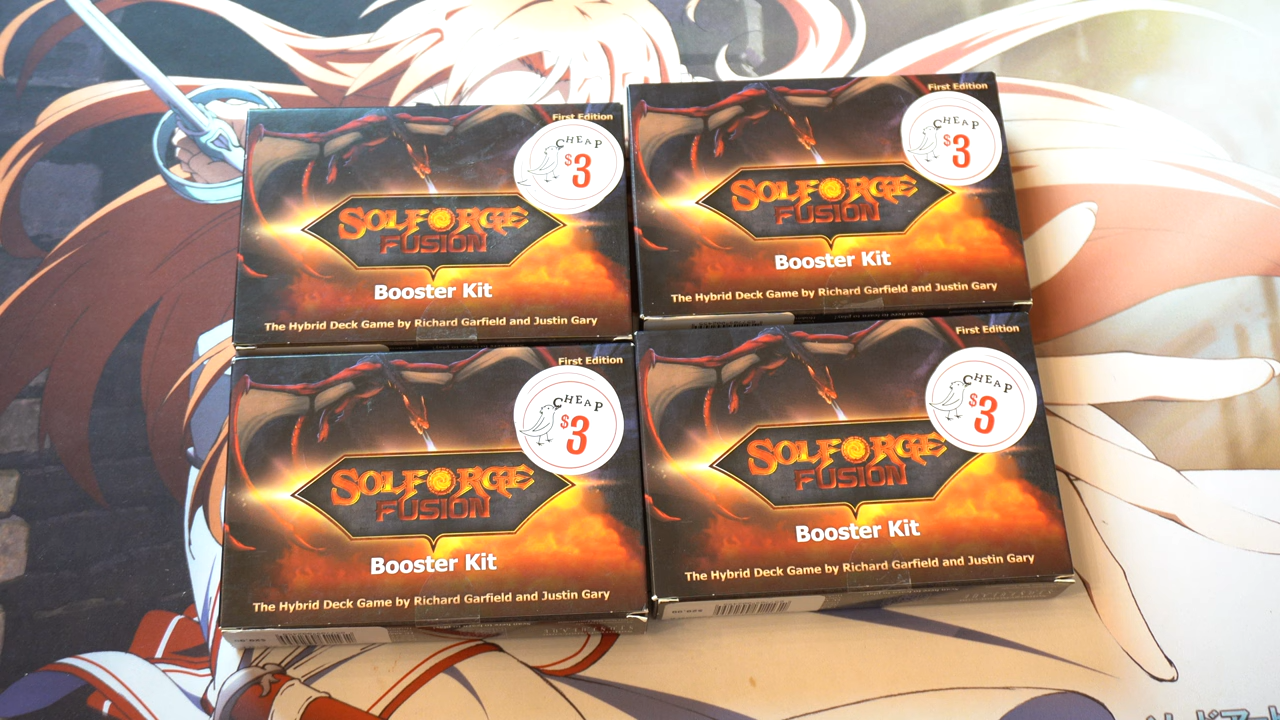 First Edition
CHEAP
$3
SOLFORGE
FUSION
Booster Kit
The Hybrid Deck Game by Richard Garfield and Justin Gary
First Edition
CHEAP
$3
SOLFORGE
FUSION
Booster Kit
The Hybrid Deck Game by Richard Garfield and Justin Gary
First Edition
CHEAP
$3
SOLFORGE
FUSION
Booster Kit
The Hybrid Deck Game by Richard Garfield and Justin Gary
First Edition
CHEAP
$3
SOLFORGE
FUSION
Booster Kit
The Hybrid Deck Game by Richard Garfield and Justin Gary